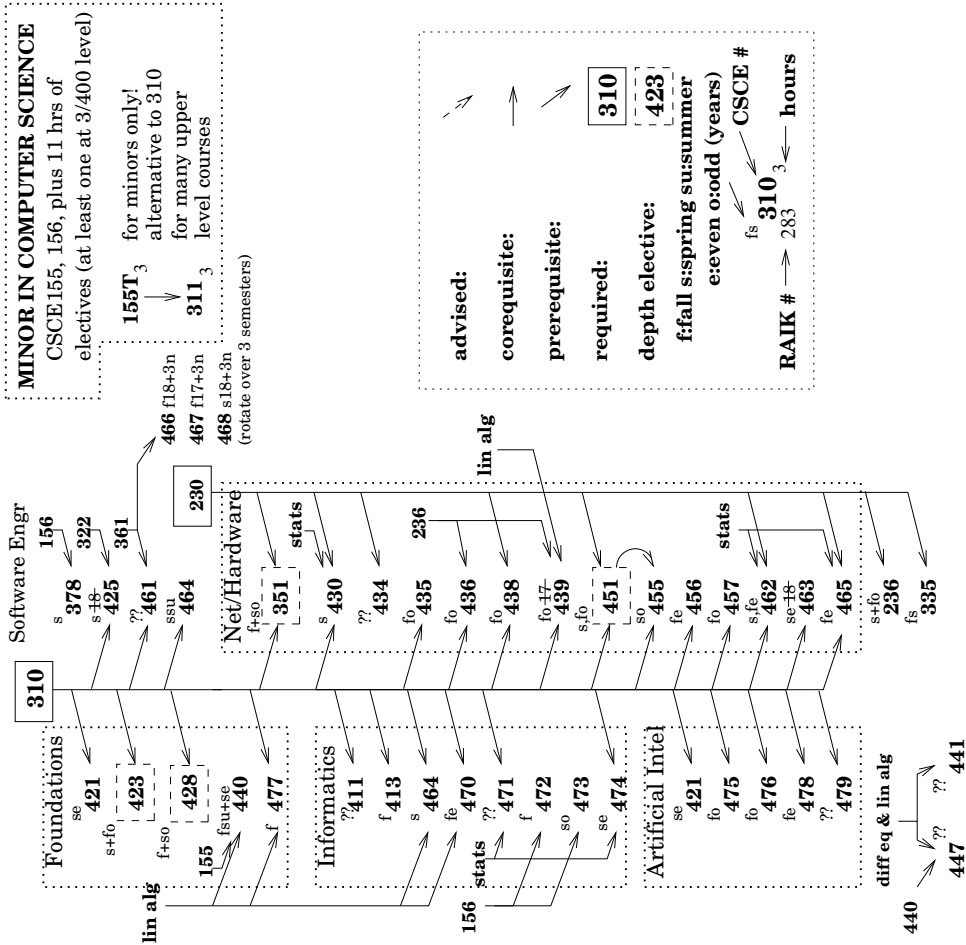 MINOR IN COMPUTER SCIENCE
CSCE155, 156, plus 11 hrs of
electives (at least one at 3/400 level)
155T 3
311 3
for minors only!
alternative to 310
for many upper
level courses
advised:
corequisite:
prerequisite:
required:
310
depth elective:
423
f:fall s:spring su:summer
e:even o:odd (years)
CSCE #
fs
310
3
hours
RAIK #
283
Software Engr
156
322
361
s
378
s 18
425
??
461
ssu
464
466 f18+3n
467 f17+3n
468 s18+3n
(rotate over 3 semesters)
310
230
Net/Hardware
f+so
351
stats
s
430
??
434
fo
435
236
fo
436
fo
438
lin alg
fo 17
439
s,fo
451
so
455
fe
456
fo
457
stats
s,fe
462
se 18
463
fe
465
s+fo
236
fs
335
Foundations
se
421
s+fo
423
f+so
428
155
fsu+se
440
f
477
lin alg
Informatics
??
411
f
413
s
464
fe
470
stats
??
471
f
472
156
so
473
se
474
Artificial Intel
se
421
fo
475
fo
476
fe
478
??
479
diff eq & lin alg
440
??
447
??
441